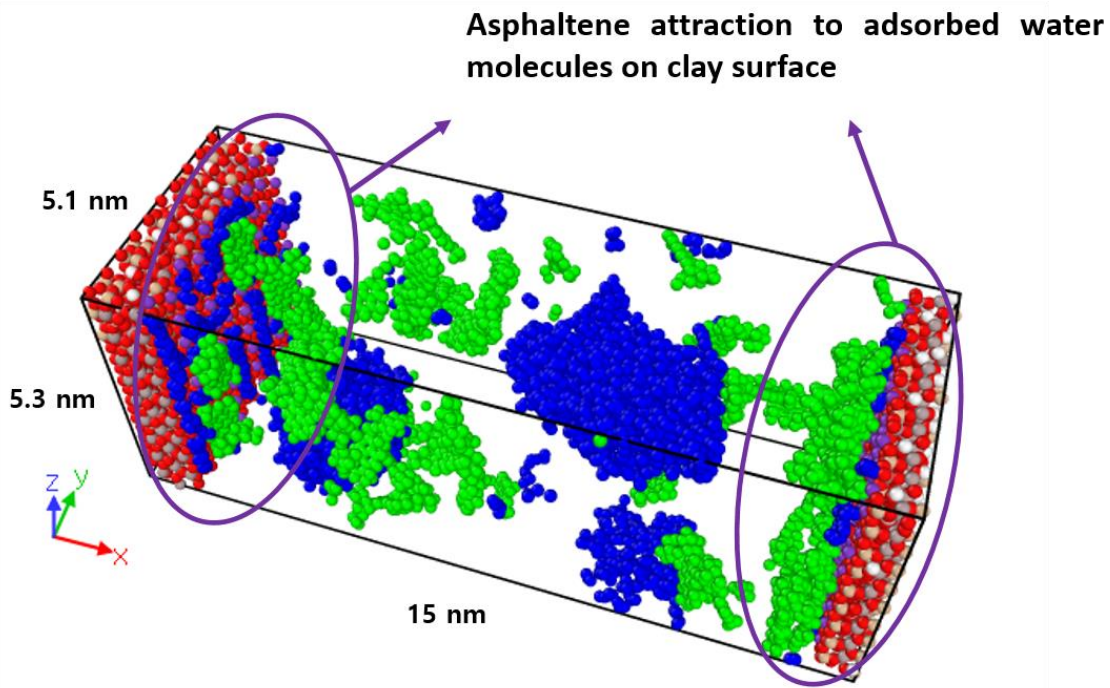 Asphaltene attraction to adsorbed water
molecules on clay surface
5.1 nm
5.3 nm
z
y
x
15 nm